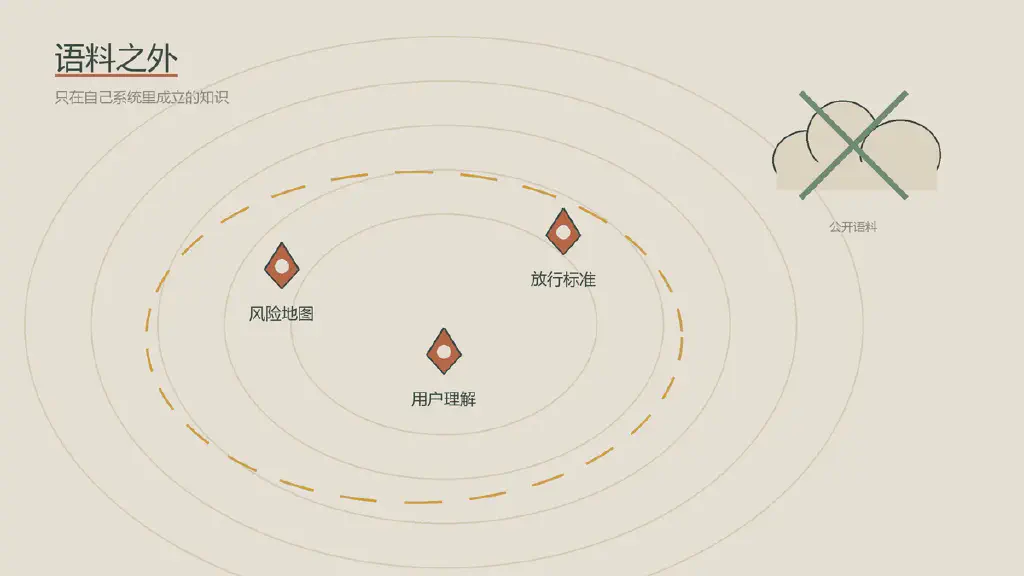 语料之外
只在自己系统里成立的知识
公开语料
放行标准
风险地图
用户理解